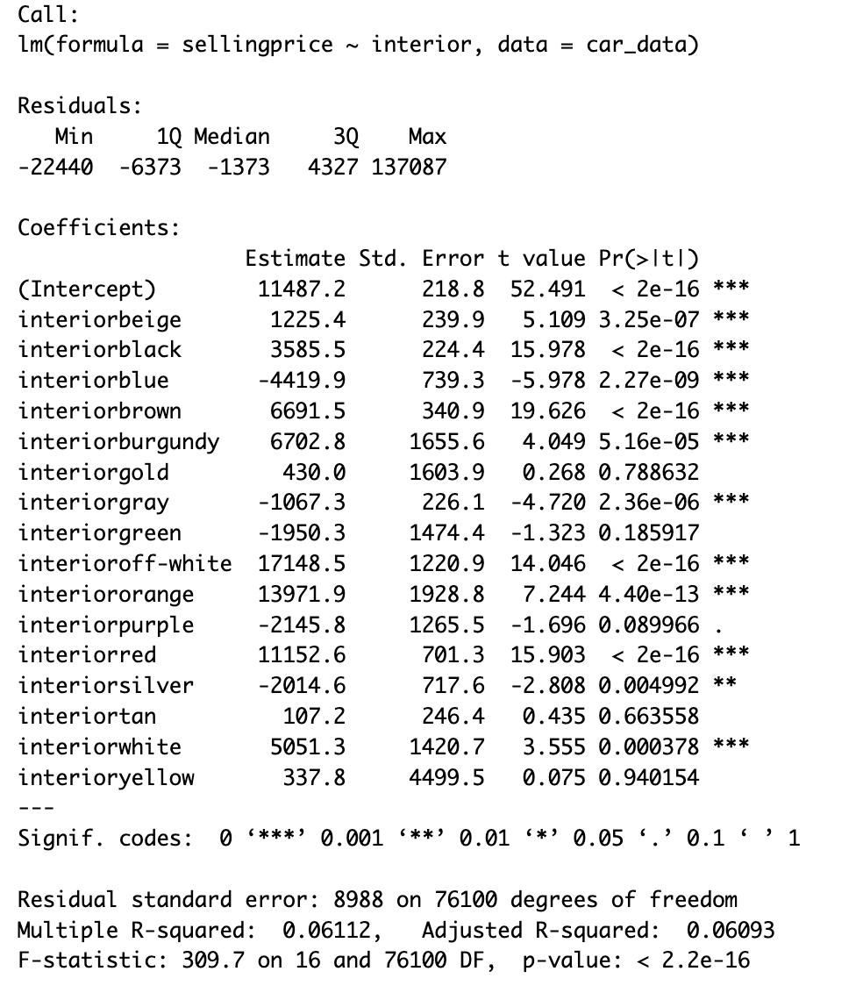 Call:
lm(formula = sellingprice ~ interior, data = car_data)
Residuals:
Min 1Q Median 3Q Max
-22440 -6373 -1373 4327 137087
Coefficients:
Estimate Std. Error t value Pr(>|t|)
(Intercept) 11487.2 218.8 52.491 < 2e-16 ***
interiorbeige 1225.4 239.9 5.109 3.25e-07 ***
interiorblack 3585.5 224.4 15.978 < 2e-16 ***
interiorblue -4419.9 739.3 -5.978 2.27e-09 ***
interiorbrown 6691.5 340.9 19.626 < 2e-16 ***
interiorburgundy 6702.8 1655.6 4.049 5.16e-05 ***
interiorgold 430.0 1603.9 0.268 0.788632
interiorgray -1067.3 226.1 -4.720 2.36e-06 ***
interiorgreen -1950.3 1474.4 -1.323 0.185917
interioroff-white 17148.5 1220.9 14.046 < 2e-16 ***
interiororange 13971.9 1928.8 7.244 4.40e-13 ***
interiorpurple -2145.8 1265.5 -1.696 0.089966 .
interiorred 11152.6 701.3 15.903 < 2e-16 ***
interiorsilver -2014.6 717.6 -2.808 0.004992 **
interiortan 107.2 246.4 0.435 0.663558
interiorwhite 5051.3 1420.7 3.555 0.000378 ***
interioryellow 337.8 4499.5 0.075 0.940154
---
Signif. codes: 0 ‘***’ 0.001 ‘**’ 0.01 ‘*’ 0.05 ‘.’ 0.1 ‘ ’ 1
Residual standard error: 8988 on 76100 degrees of freedom
Multiple R-squared: 0.06112, Adjusted R-squared: 0.06093
F-statistic: 309.7 on 16 and 76100 DF, p-value: < 2.2e-16